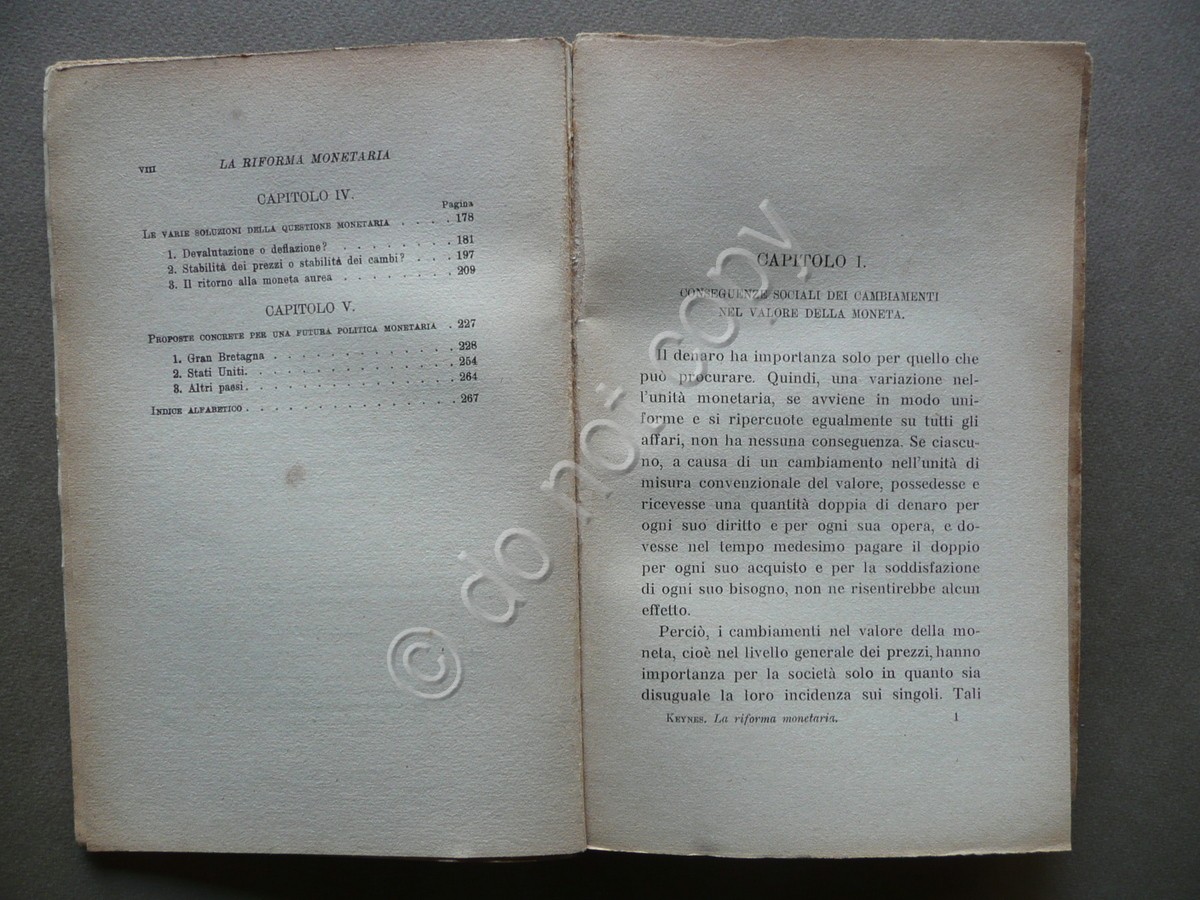 VIII LA RIFORMA MONETARIA
CAPITOLO IV.
Pagina
LE VARIE SOLUZIONI DELLA QUESTIONE MONETARIA . . . . 178
1. Devalutazione o deflazione? . . . . . . . . 181
2. Stabilità dei prezzi o stabilità dei cambi? . . . 197
3. Il ritorno alla moneta aurea . . . . . . . . 209
CAPITOLO V.
PROPOSTE CONCRETE PER UNA FUTURA POLITICA MONETARIA . 227
1. Gran Bretagna . . . . . . . . . . . . 228
2. Stati Uniti. . . . . . . . . . . . . 254
3. Altri paesi. . . . . . . . . . . . . 264
INDICE ALFABETICO . . . . . . . . . . . . . 267
CAPITOLO I.
CONSEGUENZE SOCIALI DEI CAMBIAMENTI
NEL VALORE DELLA MONETA.
Il denaro ha importanza solo per quello che
può procurare. Quindi, una variazione nel-
l'unità monetaria, se avviene in modo uni-
forme e si ripercuote egualmente su tutti gli
affari, non ha nessuna conseguenza. Se ciascu-
no, a causa di un cambiamento nell'unità di
misura convenzionale del valore, possedesse e
ricevesse una quantità doppia di denaro per
ogni suo diritto e per ogni sua opera, e do-
vesse nel tempo medesimo pagare il doppio
per ogni suo acquisto e per la soddisfazione
di ogni suo bisogno, non ne risentirebbe alcun
effetto.
Perciò, i cambiamenti nel valore della mo-
neta, cioè nel livello generale dei prezzi, hanno
importanza per la società solo in quanto sia
disuguale la loro incidenza sui singoli. Tali
KEYNES. La riforma monetaria. 1
© do not copy